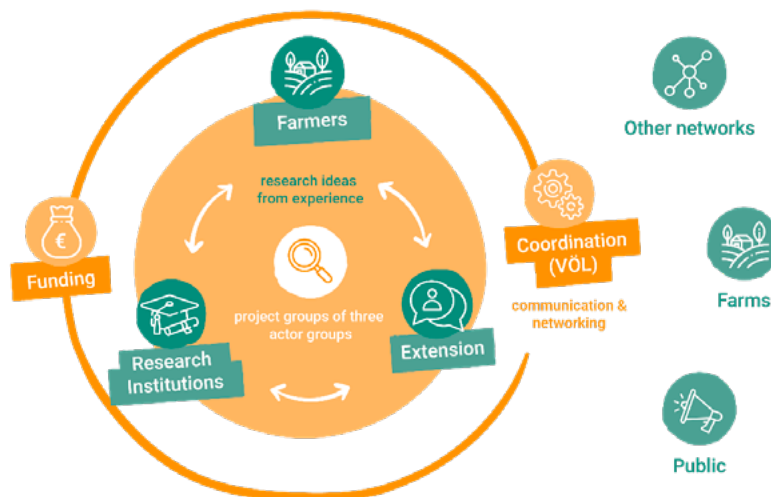 Farmers
research ideas
from experience
Other networks
Funding
Coordination
(VÖL)
communication &
networking
Farms
project groups of three
actor groups
Research
Institutions
Extension
Public
€